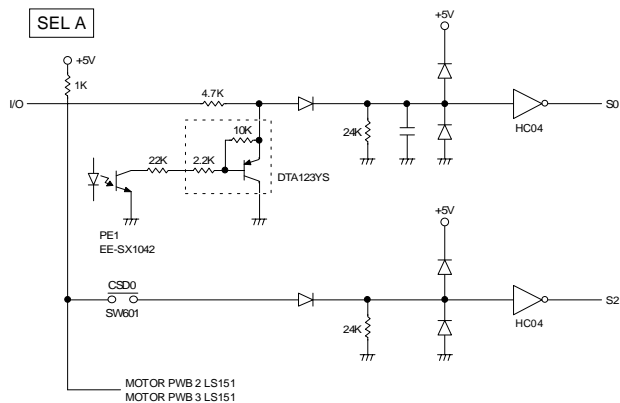 SEL A
+5V
+5V
1K
I/O
4.7K
S0
HC04
10K
24K
22K
2.2K
DTA123YS
PE1
EE-SX1042
+5V
CSD0
SW601
S2
HC04
24K
MOTOR PWB 2 LS151
MOTOR PWB 3 LS151